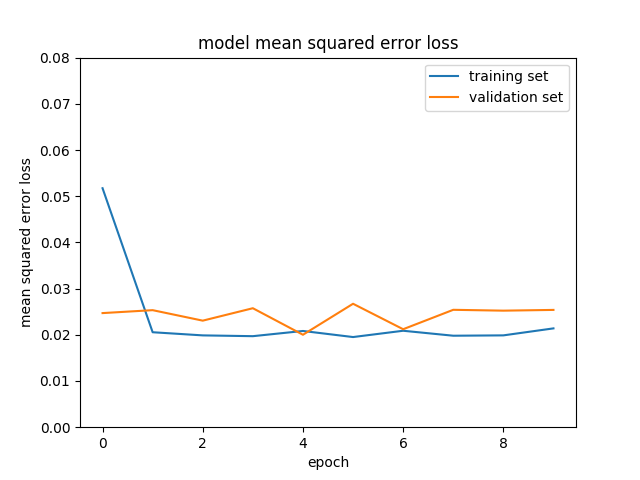 model mean squared error loss
0.08
0.07
0.06
0.05
0.04
0.03
0.02
0.01
0.00
mean squared error loss
training set
validation set
0 2 4 6 8
epoch